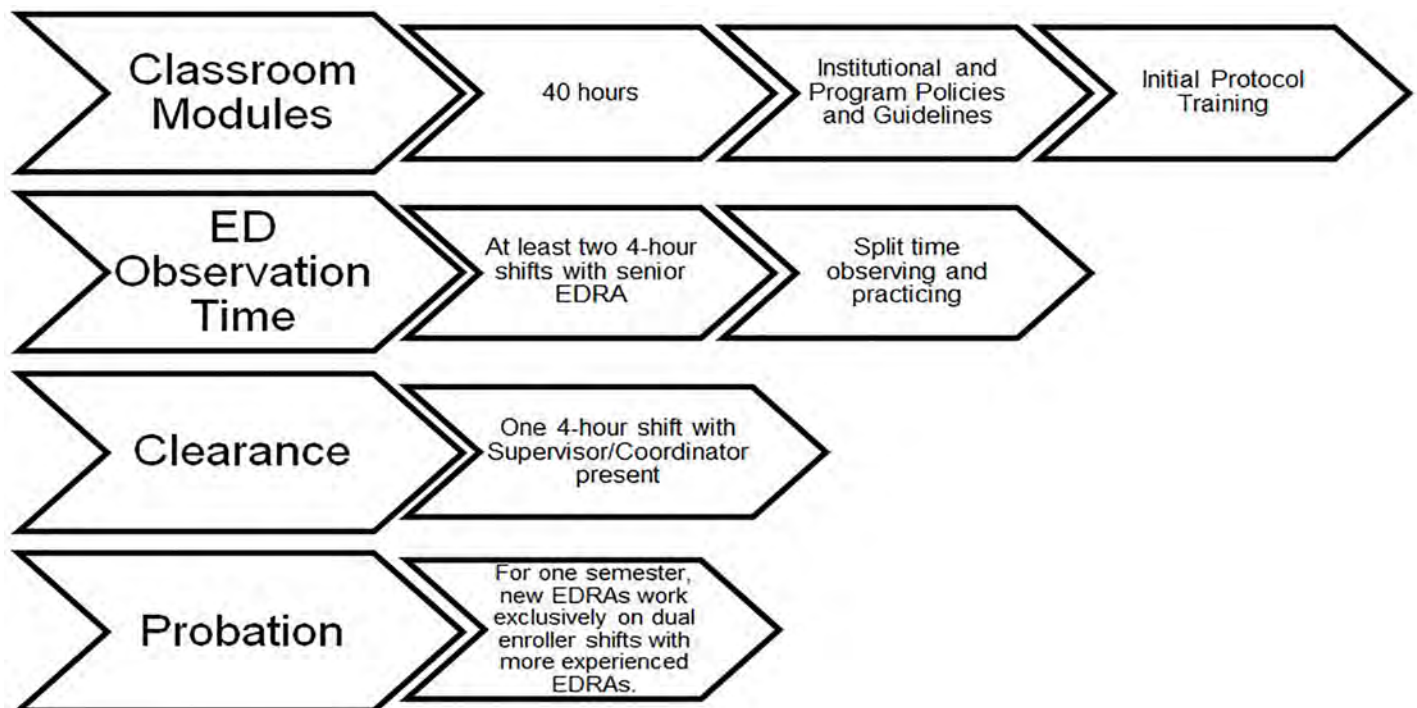 Classroom
Modules
40 hours
Institutional and
Program Policies
and Guidelines
Initial Protocol
Training
ED
Observation
Time
At least two 4-hour
shifts with senior
EDRA
Split time
observing and
practicing
Clearance
One 4-hour shift with
Supervisor/Coordinator
present
Probation
For one semester,
new EDRAs work
exclusively on dual
enroller shifts with
more experienced
EDRAs.